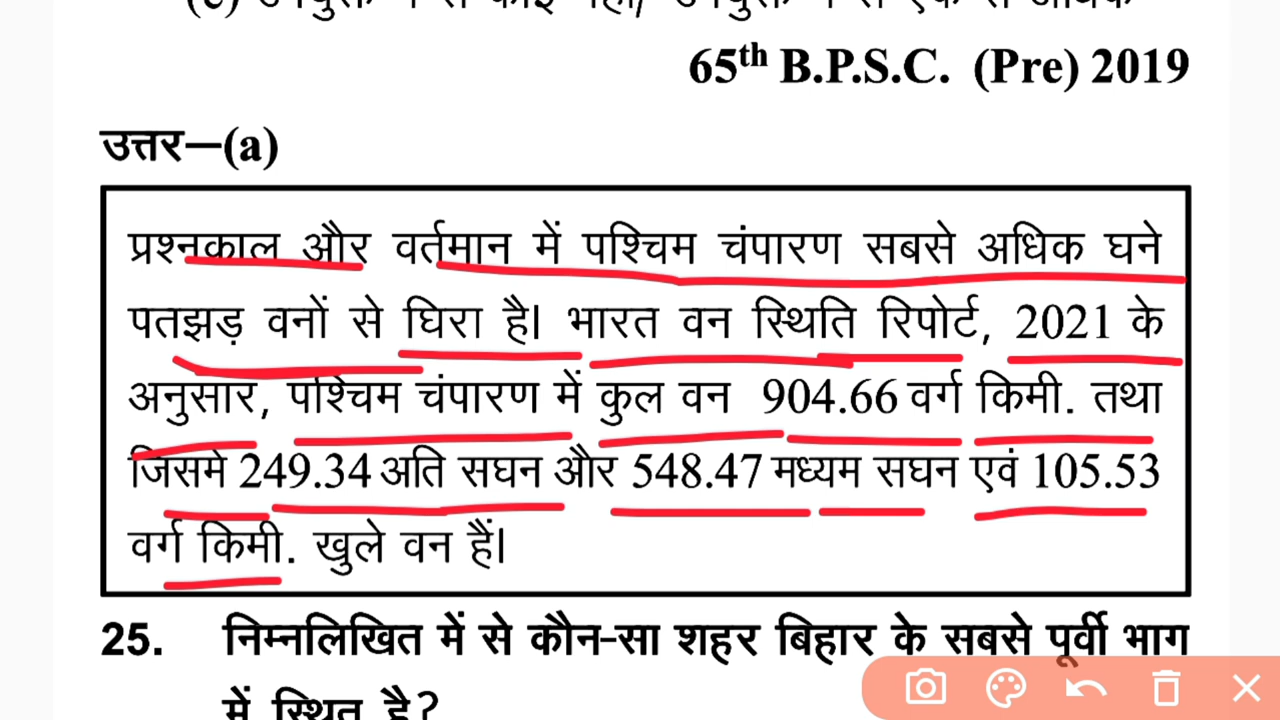 65th B.P.S.C. (Pre) 2019
उत्तर—(a)
प्रश्नकाल और वर्तमान में पश्चिम चंपारण सबसे अधिक घने
पतझड़ वनों से घिरा है। भारत वन स्थिति रिपोर्ट, 2021 के
अनुसार, पश्चिम चंपारण में कुल वन 904.66 वर्ग किमी. तथा
जिसमे 249.34 अति सघन और 548.47 मध्यम सघन एवं 105.53
वर्ग किमी. खुले वन हैं।
25. निम्नलिखित में से कौन-सा शहर बिहार के सबसे पूर्वी भाग
में स्थित है?